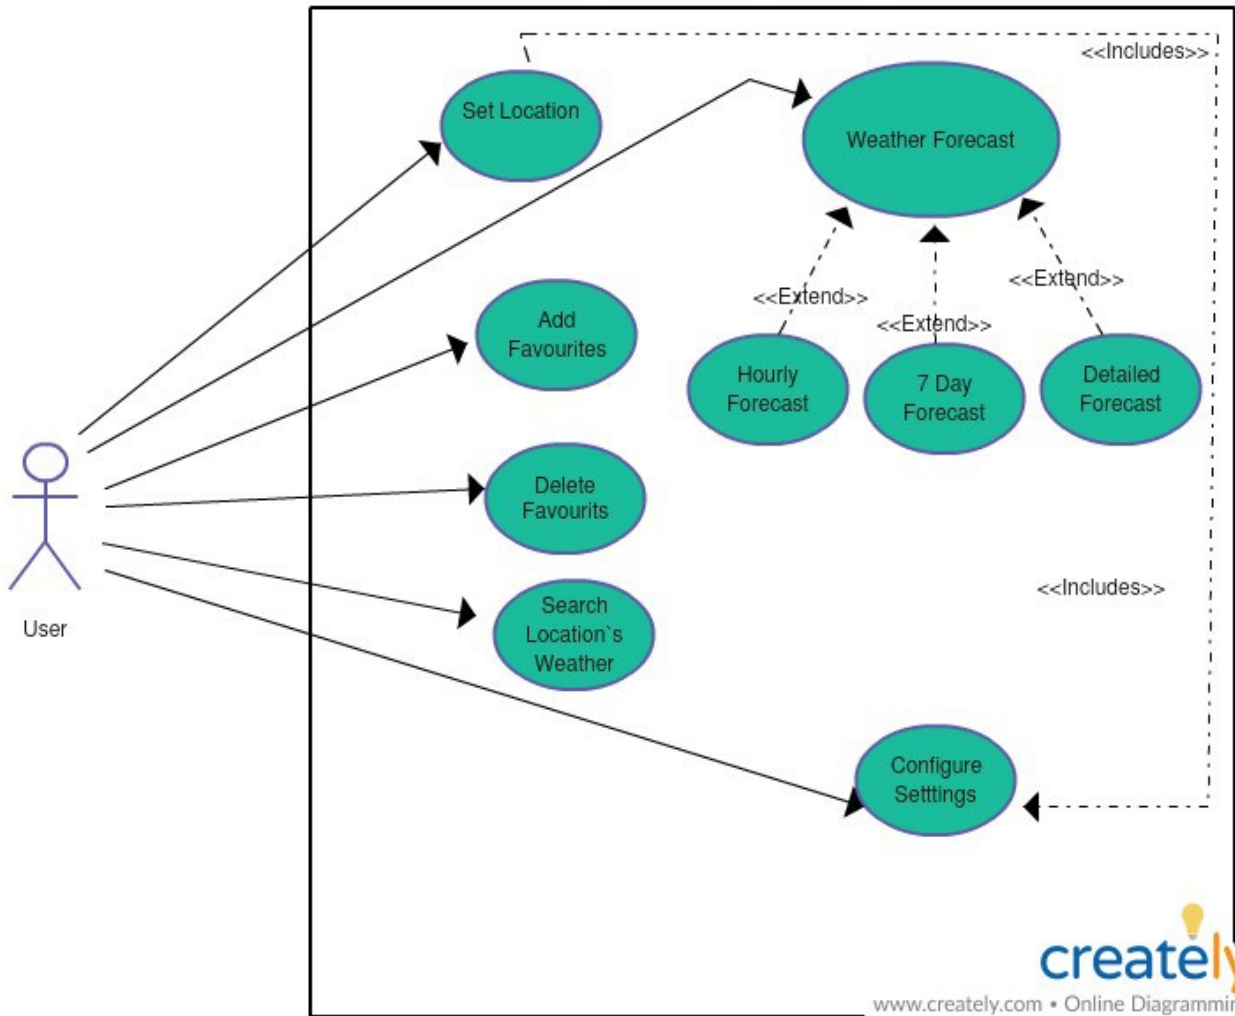 <<Includes>>
Set Location
Weather Forecast
<<Extend>>
<<Extend>>
<<Extend>>
Add
Favourites
Hourly
Forecast
7 Day
Forecast
Detailed
Forecast
Delete
Favourits
<<Includes>>
Search
Location`s
Weather
User
Configure
Setttings
creately
www.creately.com • Online Diagrammin